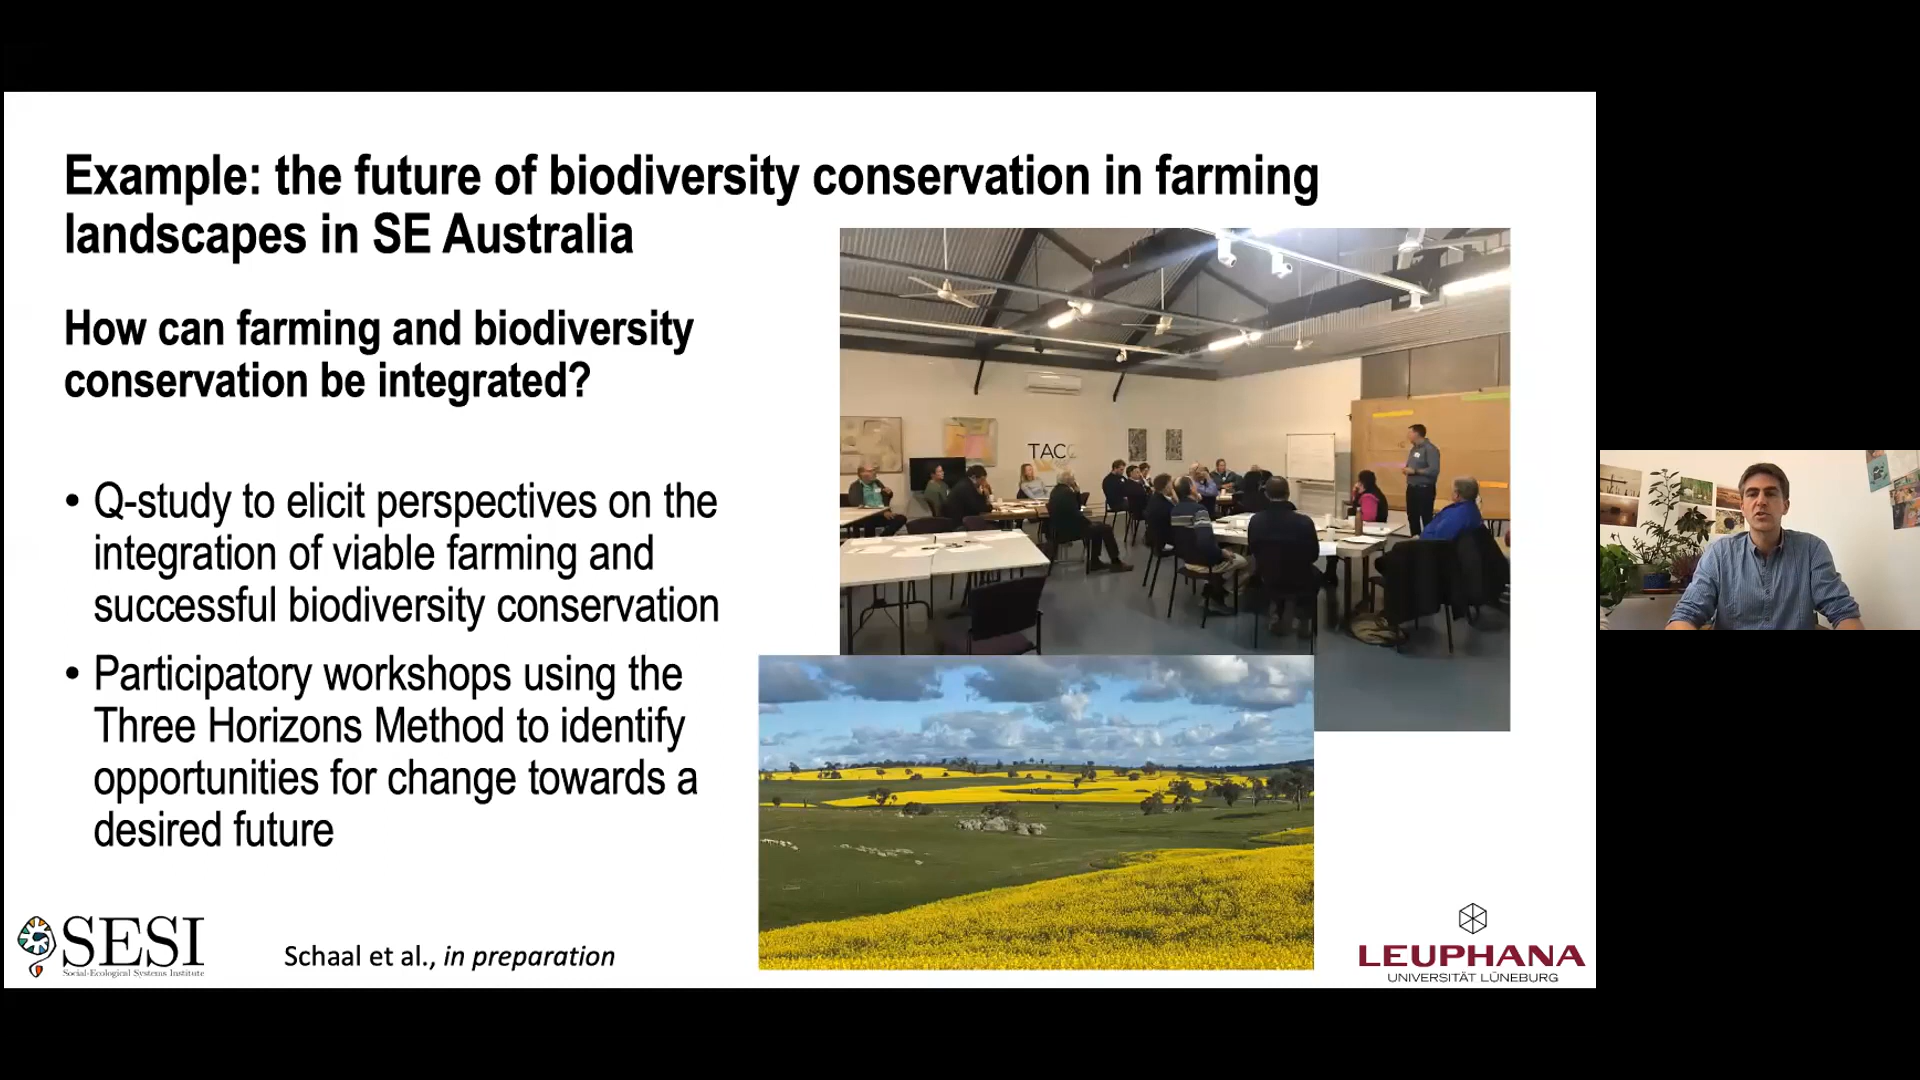 Example: the future of biodiversity conservation in farming
landscapes in SE Australia
How can farming and biodiversity
conservation be integrated?
• Q-study to elicit perspectives on the
integration of viable farming and
successful biodiversity conservation
• Participatory workshops using the
Three Horizons Method to identify
opportunities for change towards a
desired future
TACC
SESI
Social-Ecological Systems Institute
Schaal et al., in preparation
LEUPHANA
UNIVERSITÄT LÜNEBURG